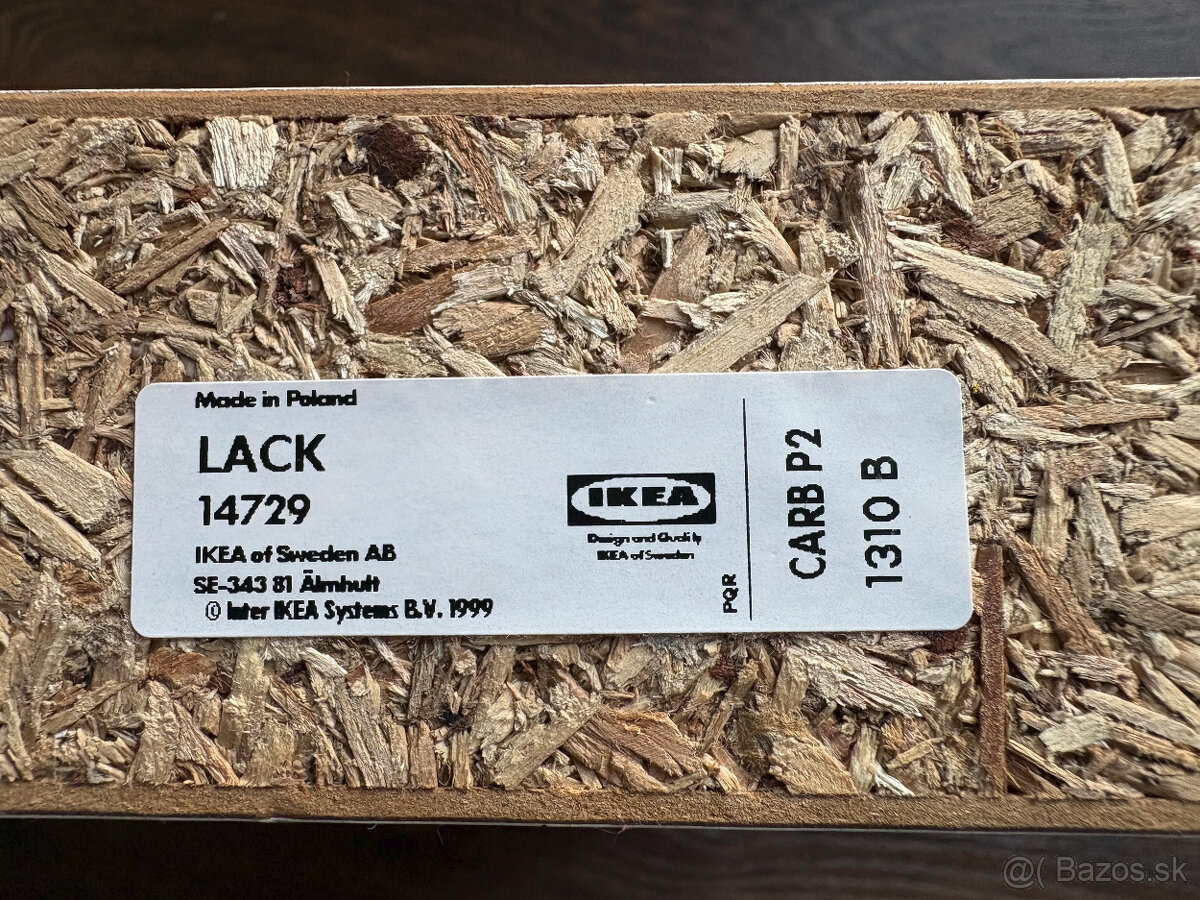 Made in Poland
LACK
14729
IKEA of Sweden AB
SE-343 81 Älmhult
© Inter IKEA Systems B.V. 1999
IKEA
Design and Quality
IKEA of Sweden
PQR
CARB P2
1310 B
@( Bazos.sk